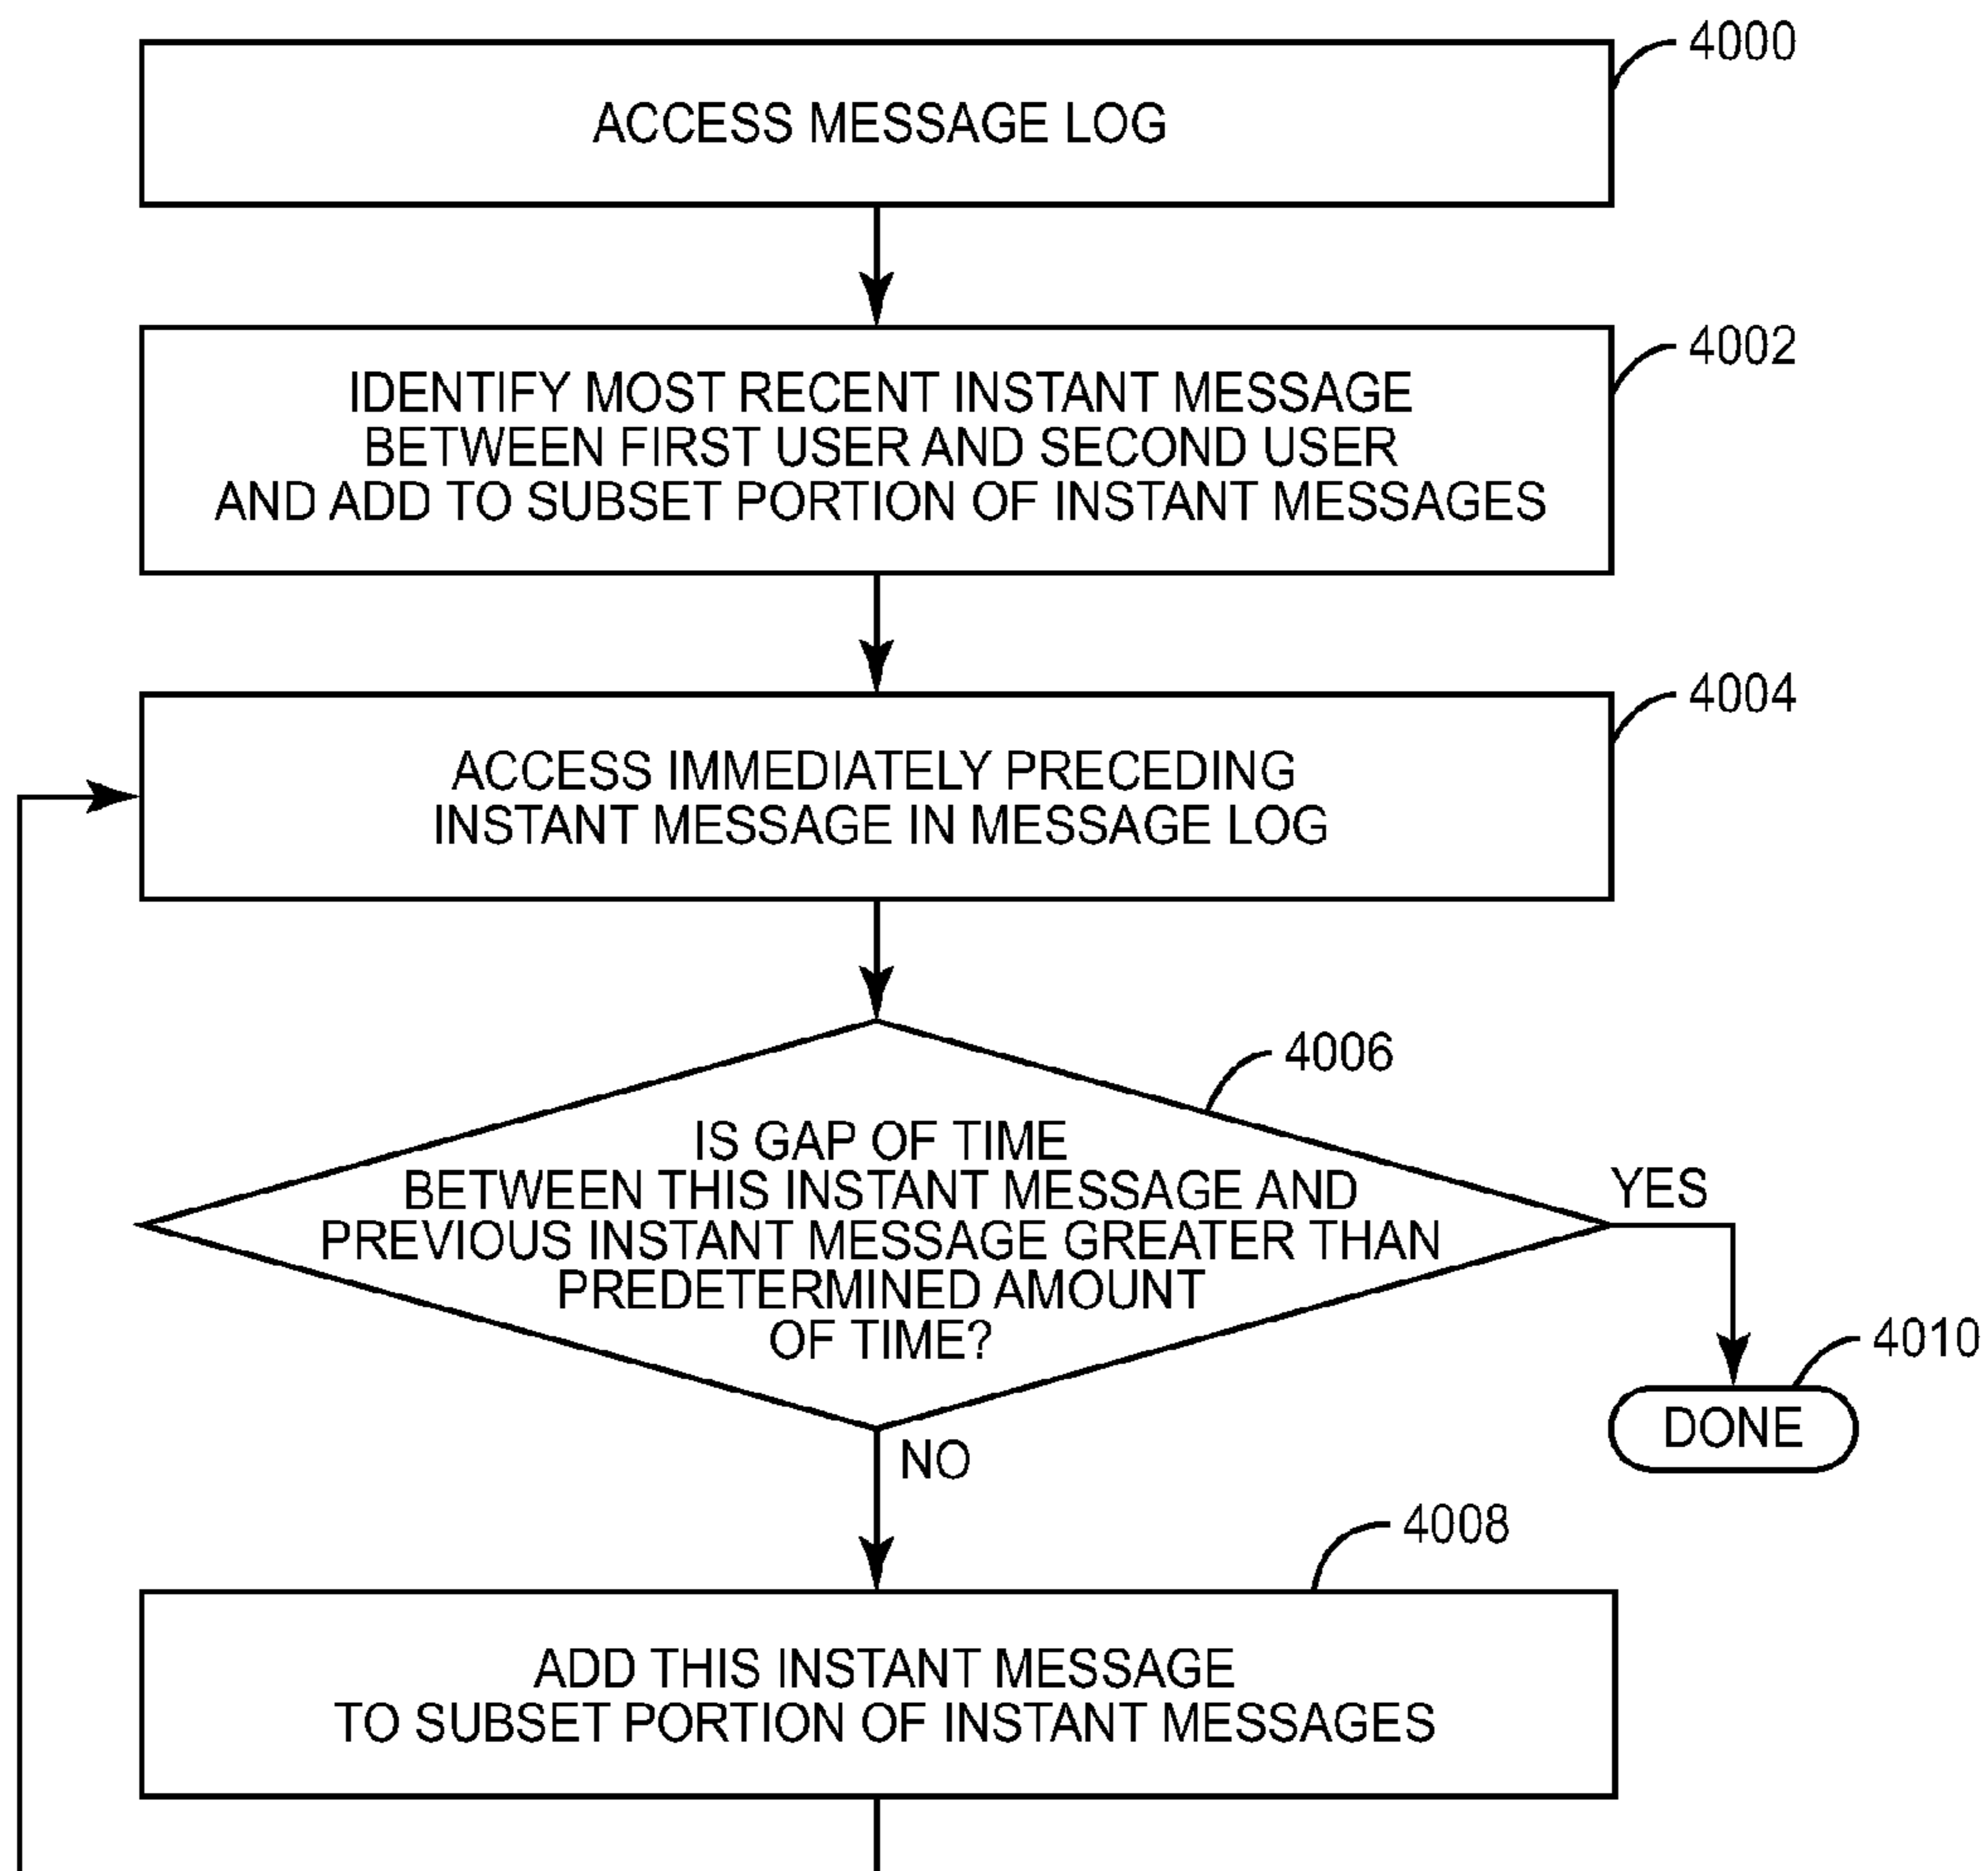 4000
ACCESS MESSAGE LOG
4002
IDENTIFY MOST RECENT INSTANT MESSAGE
BETWEEN FIRST USER AND SECOND USER
AND ADD TO SUBSET PORTION OF INSTANT MESSAGES
4004
ACCESS IMMEDIATELY PRECEDING
INSTANT MESSAGE IN MESSAGE LOG
4006
IS GAP OF TIME
BETWEEN THIS INSTANT MESSAGE AND
PREVIOUS INSTANT MESSAGE GREATER THAN
PREDETERMINED AMOUNT
OF TIME?
YES
4010
DONE
NO
4008
ADD THIS INSTANT MESSAGE
TO SUBSET PORTION OF INSTANT MESSAGES